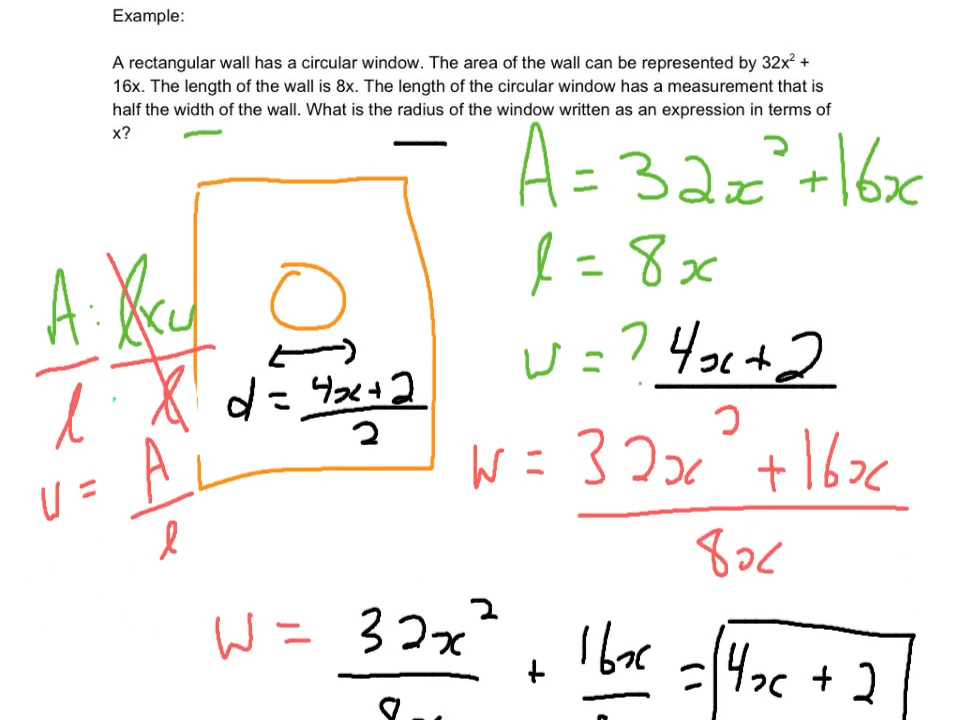 Example:
A rectangular wall has a circular window. The area of the wall can be represented by 32x² +
16x. The length of the wall is 8x. The length of the circular window has a measurement that is
half the width of the wall. What is the radius of the window written as an expression in terms of
x?
A = 32x² + 16x
l = 8x
w = ? 4x + 2
A : l x w
l l
w = A / l
d = 4x + 2 / 2
w = 32x² + 16x / 8x
w = 32x² / 8x + 16x / = 4x + 2